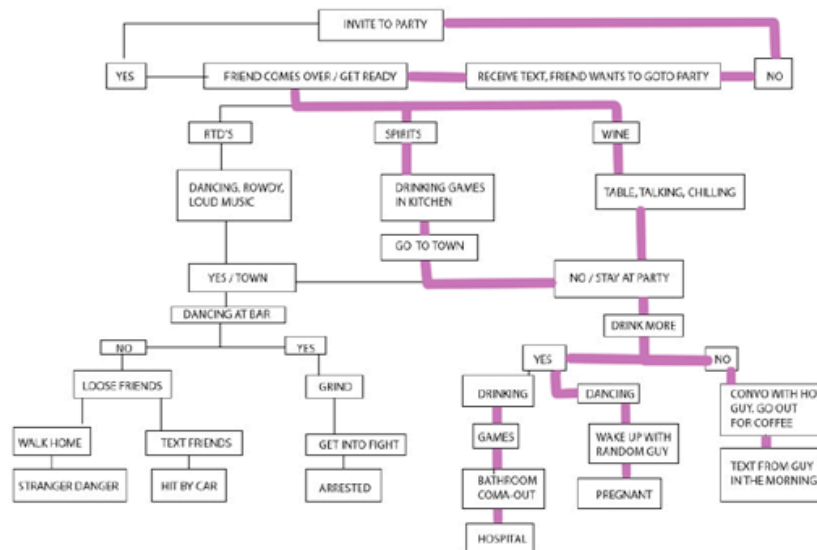 INVITE TO PARTY
YES
FRIEND COMES OVER / GET READY
RECEIVE TEXT, FRIEND WANTS TO GOTO PARTY
NO
RTD'S
SPIRITS
WINE
DANCING, ROWDY,
LOUD MUSIC
DRINKING GAMES
IN KITCHEN
TABLE, TALKING, CHILLING
GO TO TOWN
YES / TOWN
NO / STAY AT PARTY
DANCING AT BAR
DRINK MORE
NO
YES
YES
NO
LOOSE FRIENDS
GRIND
DRINKING
DANCING
CONVO WITH HO
GUY. GO OUT
FOR COFFEE
WALK HOME
TEXT FRIENDS
GET INTO FIGHT
GAMES
WAKE UP WITH
RANDOM GUY
STRANGER DANGER
HIT BY CAR
ARRESTED
BATHROOM
COMA-OUT
PREGNANT
TEXT FROM GUY
IN THE MORNING
HOSPITAL